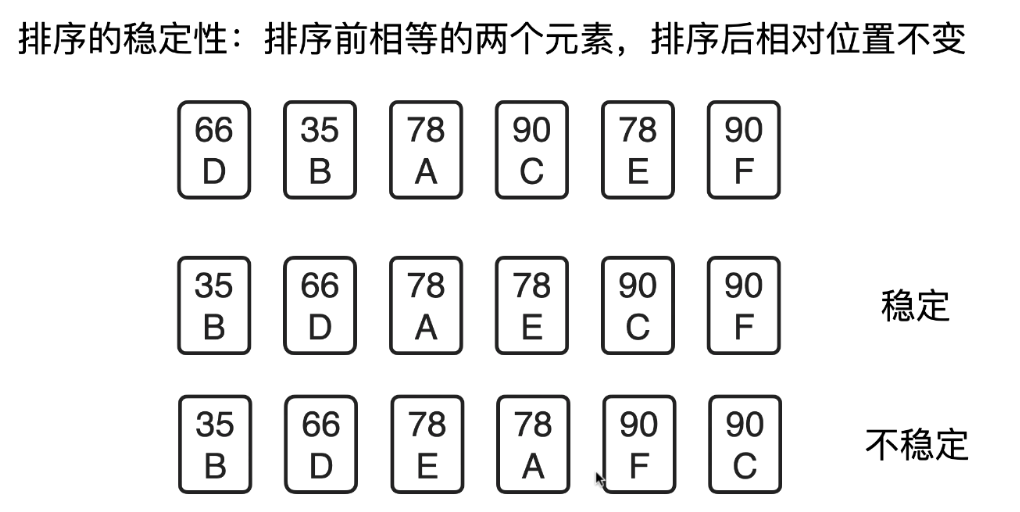 排序的稳定性：排序前相等的两个元素，排序后相对位置不变
66 35 78 90 78 90
D B A C E F
35 66 78 78 90 90
B D A E C F
稳定
35 66 78 78 90 90
B D E A F C
不稳定